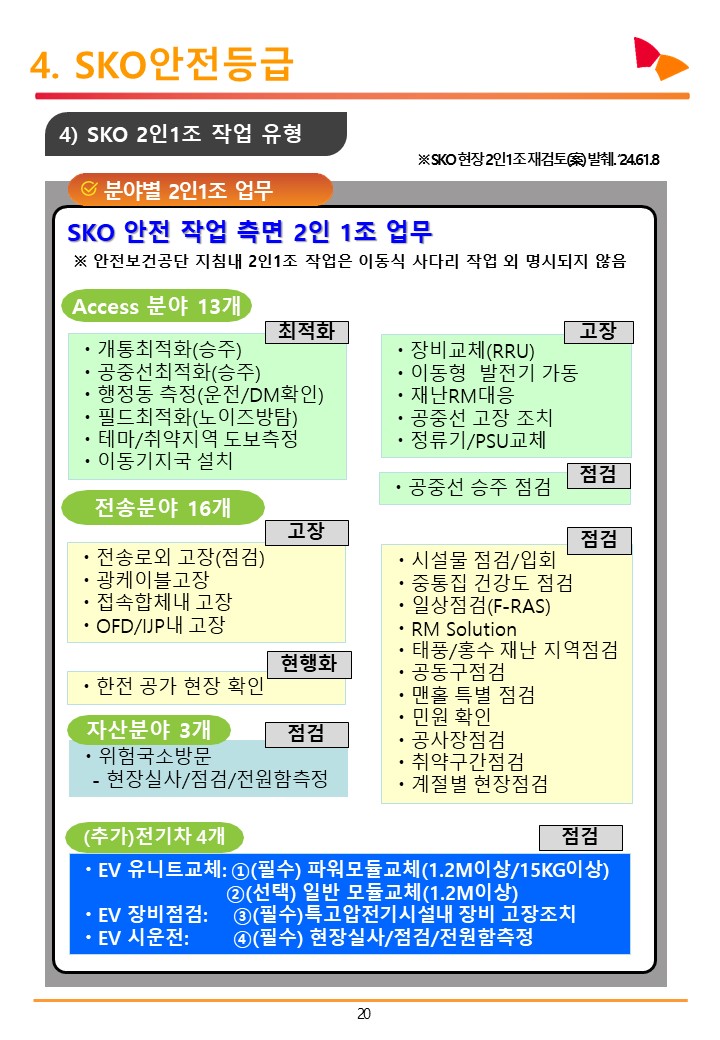 4. SKO안전등급
4) SKO 2인1조 작업 유형
※ SKO 현장 2인1조 재검토(案) 발췌. ‘24.61.8
분야별 2인1조 업무
SKO 안전 작업 측면 2인 1조 업무
※ 안전보건공단 지침내 2인1조 작업은 이동식 사다리 작업 외 명시되지 않음
Access 분야 13개
최적화
・개통최적화(승주)
・공중선최적화(승주)
・행정동 측정(운전/DM확인)
・필드최적화(노이즈방탐)
・테마/취약지역 도보측정
・이동기지국 설치
고장
・장비교체(RRU)
・이동형 발전기 가동
・재난RM대응
・공중선 고장 조치
・정류기/PSU교체
점검
・공중선 승주 점검
전송분야 16개
고장
・전송로외 고장(점검)
・광케이블고장
・접속함체내 고장
・OFD/IJP내 고장
현행화
・한전 공가 현장 확인
점검
・시설물 점검/입회
・중통집 건강도 점검
・일상점검(F-RAS)
・RM Solution
・태풍/홍수 재난 지역점검
・공동구점검
・맨홀 특별 점검
・민원 확인
・공사장점검
・취약구간점검
・계절별 현장점검
자산분야 3개
점검
・위험국소방문
- 현장실사/점검/전원함측정
(추가)전기차 4개
점검
・EV 유니트교체: ①(필수) 파워모듈교체(1.2M이상/15KG이상)
②(선택) 일반 모듈교체(1.2M이상)
・EV 장비점검: ③(필수)특고압전기시설내 장비 고장조치
・EV 시운전: ④(필수) 현장실사/점검/전원함측정
20